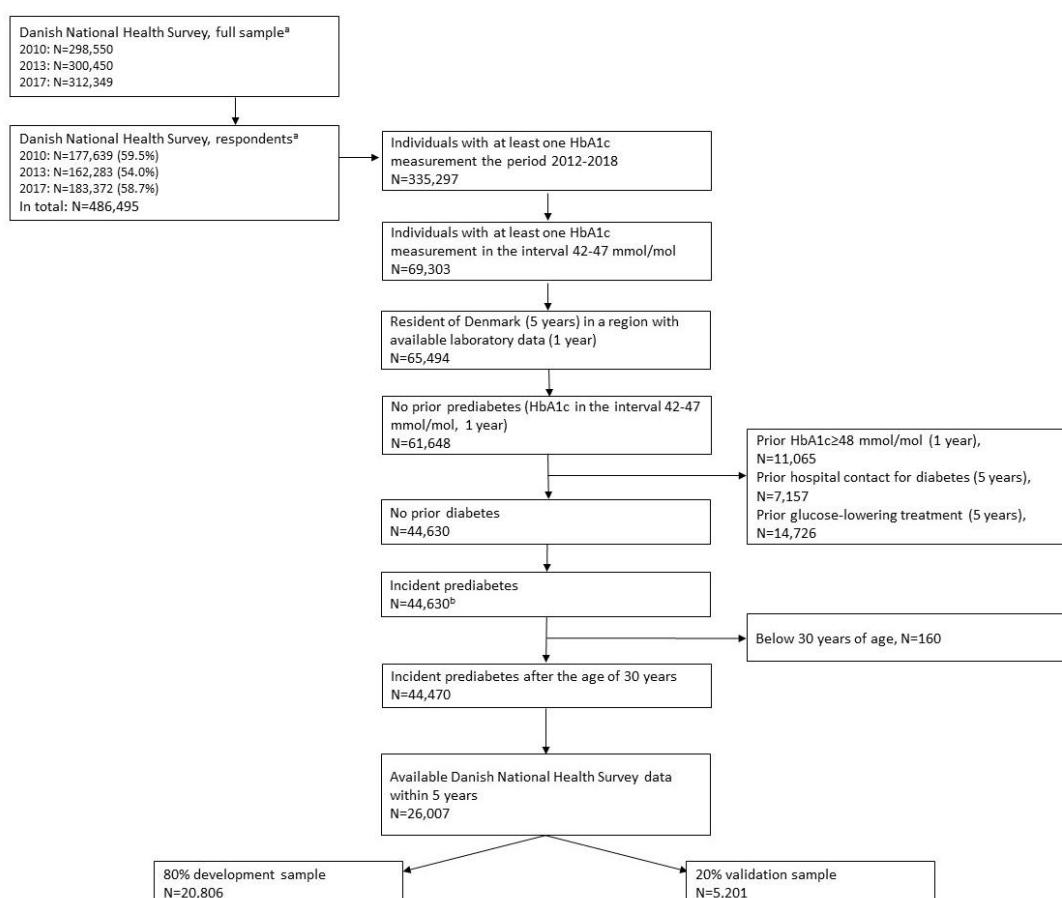 Danish National Health Survey, full sampleᵃ
2010: N=298,550
2013: N=300,450
2017: N=312,349
Danish National Health Survey, respondentsᵃ
2010: N=177,639 (59.5%)
2013: N=162,283 (54.0%)
2017: N=183,372 (58.7%)
In total: N=486,495
Individuals with at least one HbA1c
measurement the period 2012-2018
N=335,297
Individuals with at least one HbA1c
measurement in the interval 42-47 mmol/mol
N=69,303
Resident of Denmark (5 years) in a region with
available laboratory data (1 year)
N=65,494
No prior prediabetes (HbA1c in the interval 42-47
mmol/mol, 1 year)
N=61,648
Prior HbA1c≥48 mmol/mol (1 year),
N=11,065
Prior hospital contact for diabetes (5 years),
N=7,157
Prior glucose-lowering treatment (5 years),
N=14,726
No prior diabetes
N=44,630
Incident prediabetes
N=44,630ᵇ
Below 30 years of age, N=160
Incident prediabetes after the age of 30 years
N=44,470
Available Danish National Health Survey data
within 5 years
N=26,007
80% development sample
N=20,806
20% validation sample
N=5,201